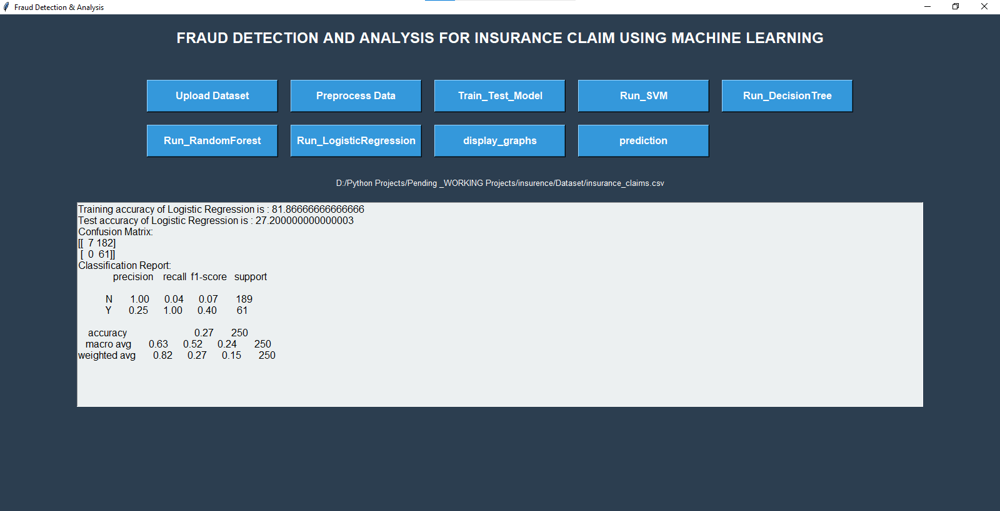 Fraud Detection & Analysis
FRAUD DETECTION AND ANALYSIS FOR INSURANCE CLAIM USING MACHINE LEARNING
Upload Dataset Preprocess Data Train_Test_Model Run_SVM Run_DecisionTree
Run_RandomForest Run_LogisticRegression display_graphs prediction
D:/Python Projects/Pending _WORKING Projects/insurence/Dataset/insurance_claims.csv
Training accuracy of Logistic Regression is : 81.86666666666666
Test accuracy of Logistic Regression is : 27.200000000000003
Confusion Matrix:
[[ 7 182]
[ 0 61]]
Classification Report:
precision recall f1-score support
N 1.00 0.04 0.07 189
Y 0.25 1.00 0.40 61
accuracy 0.27 250
macro avg 0.63 0.52 0.24 250
weighted avg 0.82 0.27 0.15 250